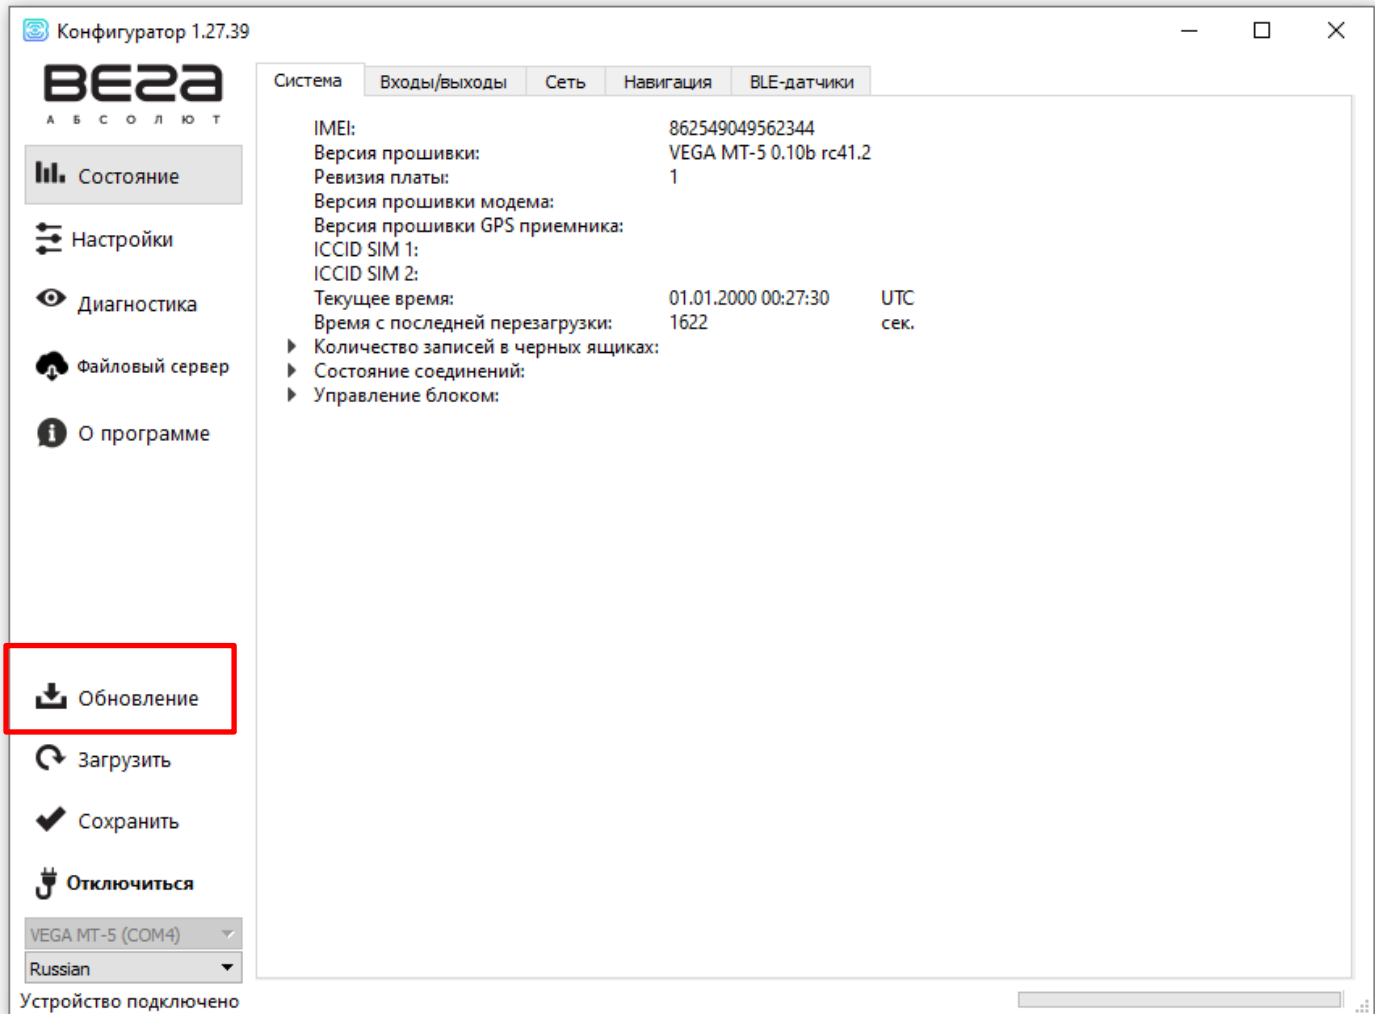 Конфигуратор 1.27.39
ВЕГА
АБСОЛЮТ
Система Входы/выходы Сеть Навигация BLE-датчики
IMEI: 862549049562344
Версия прошивки: VEGA MT-5 0.10b rc41.2
Ревизия платы: 1
Версия прошивки модема:
Версия прошивки GPS приемника:
ICCID SIM 1:
ICCID SIM 2:
Текущее время: 01.01.2000 00:27:30 UTC
Время с последней перезагрузки: 1622 сек.
Количество записей в черных ящиках:
Состояние соединений:
Управление блоком:
Состояние
Настройки
Диагностика
Файловый сервер
О программе
Обновление
Загрузить
Сохранить
Отключиться
VEGA MT-5 (COM4)
Russian
Устройство подключено